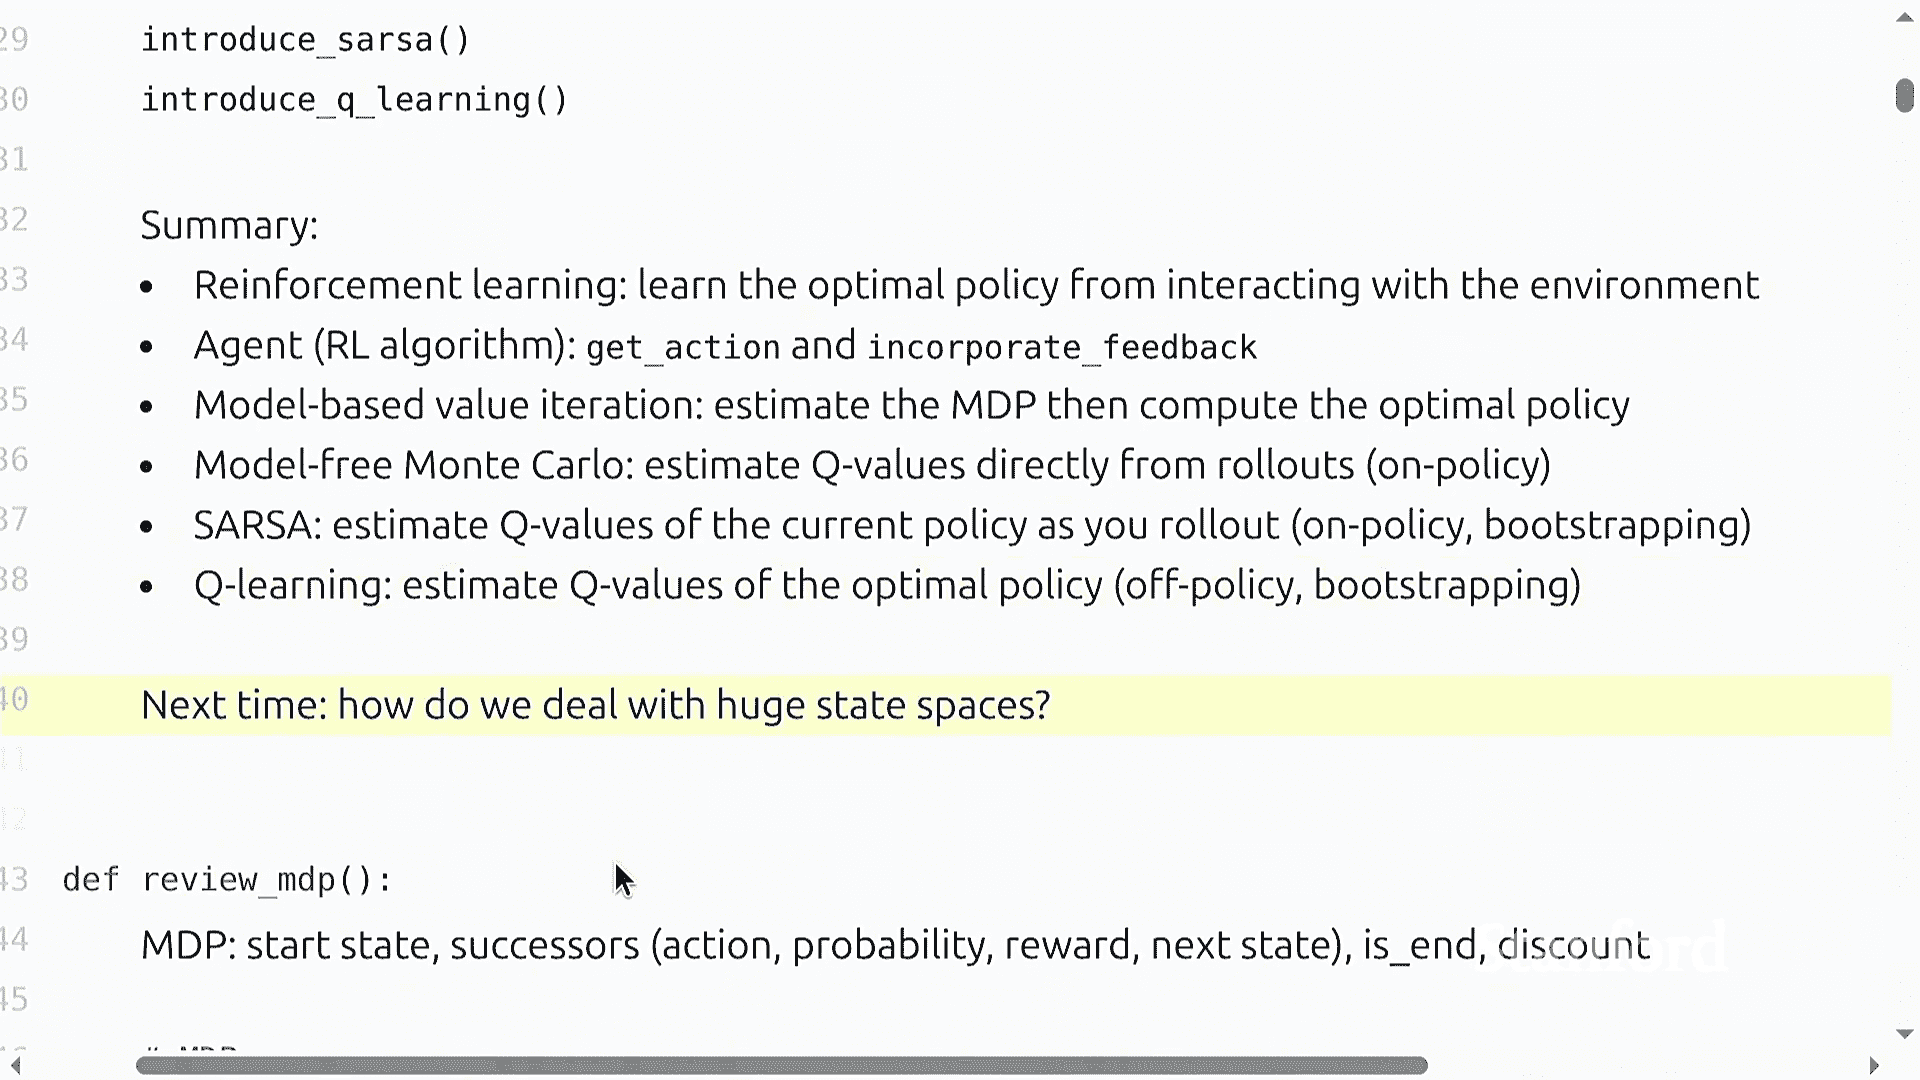 29 introduce_sarsa()
30 introduce_q_learning()
31
32 Summary:
33 • Reinforcement learning: learn the optimal policy from interacting with the environment
34 • Agent (RL algorithm): get_action and incorporate_feedback
35 • Model-based value iteration: estimate the MDP then compute the optimal policy
36 • Model-free Monte Carlo: estimate Q-values directly from rollouts (on-policy)
37 • SARSA: estimate Q-values of the current policy as you rollout (on-policy, bootstrapping)
38 • Q-learning: estimate Q-values of the optimal policy (off-policy, bootstrapping)
39
40 Next time: how do we deal with huge state spaces?
41
42
43 def review_mdp():
44 MDP: start state, successors (action, probability, reward, next state), is_end, discount
Stanford
45